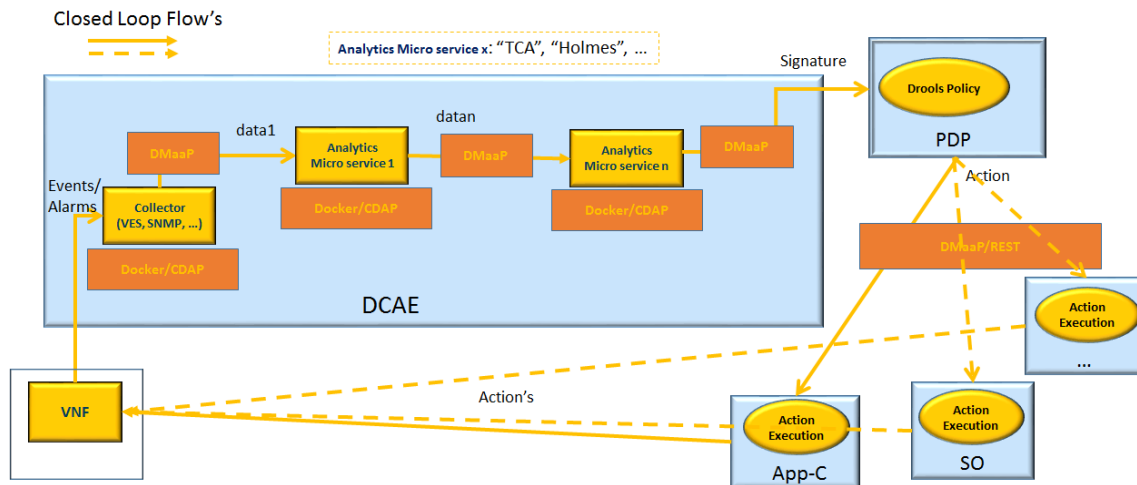 Closed Loop Flow's
Analytics Micro service x: "TCA", "Holmes", ...
Signature
Drools Policy
PDP
data1
datan
DMaaP
Analytics
Micro service 1
DMaaP
Analytics
Micro service n
DMaaP
Events/
Alarms
Collector
(VES, SNMP, ...)
Docker/CDAP
Docker/CDAP
Docker/CDAP
DCAE
Action
DMaaP/REST
Action
Execution
...
VNF
Action's
Action
Execution
App-C
Action
Execution
SO